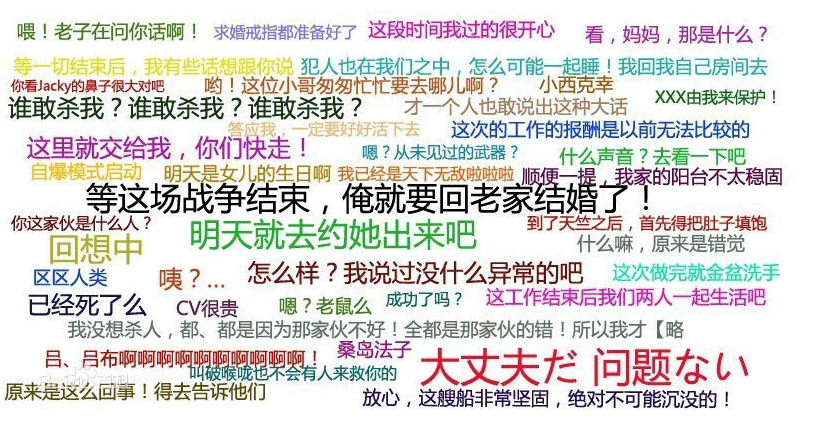 喂！老子在问你话啊！ 求婚戒指都准备好了 这段时间我过的很开心 看，妈妈，那是什么？
等一切结束后，我有些话想跟你说 犯人也在我们之中，怎么可能一起睡！我回我自己房间去
你看Jacky的鼻子很大对吧 哟！这位小哥匆匆忙忙要去哪儿啊？ 小西克幸
谁敢杀我？谁敢杀我？谁敢杀我？ 才一个人也敢说出这种大话 XXX由我来保护！
答应我，一定要好好活下去 这次的工作的报酬是以前无法比较的
这里就交给我，你们快走！ 嗯？从未见过的武器？ 什么声音？去看一下吧
自爆模式启动 明天是女儿的生日啊 我已经是天下无敌啦啦啦 顺便一提，我家的阳台不太稳固
等这场战争结束，俺就要回老家结婚了！
你这家伙是什么人？ 明天就去约她出来吧 到了天竺之后，首先得把肚子填饱
回想中 什么嘛，原来是错觉
区区人类 咦？... 怎么样？我说过没什么异常的吧 这次做完就金盆洗手
已经死了么 CV很贵 嗯？老鼠么 成功了吗？ 这工作结束后我们两人一起生活吧
我没想杀人，都、都是因为那家伙不好！全都是那家伙的错！所以我才【略
吕、吕布啊啊啊啊啊啊啊啊啊啊！ 桑岛法子
叫破喉咙也不会有人来救你的 大丈夫だ 问题ない
原来是这么回事！得去告诉他们 放心，这艘船非常坚固，绝对不可能沉没的！